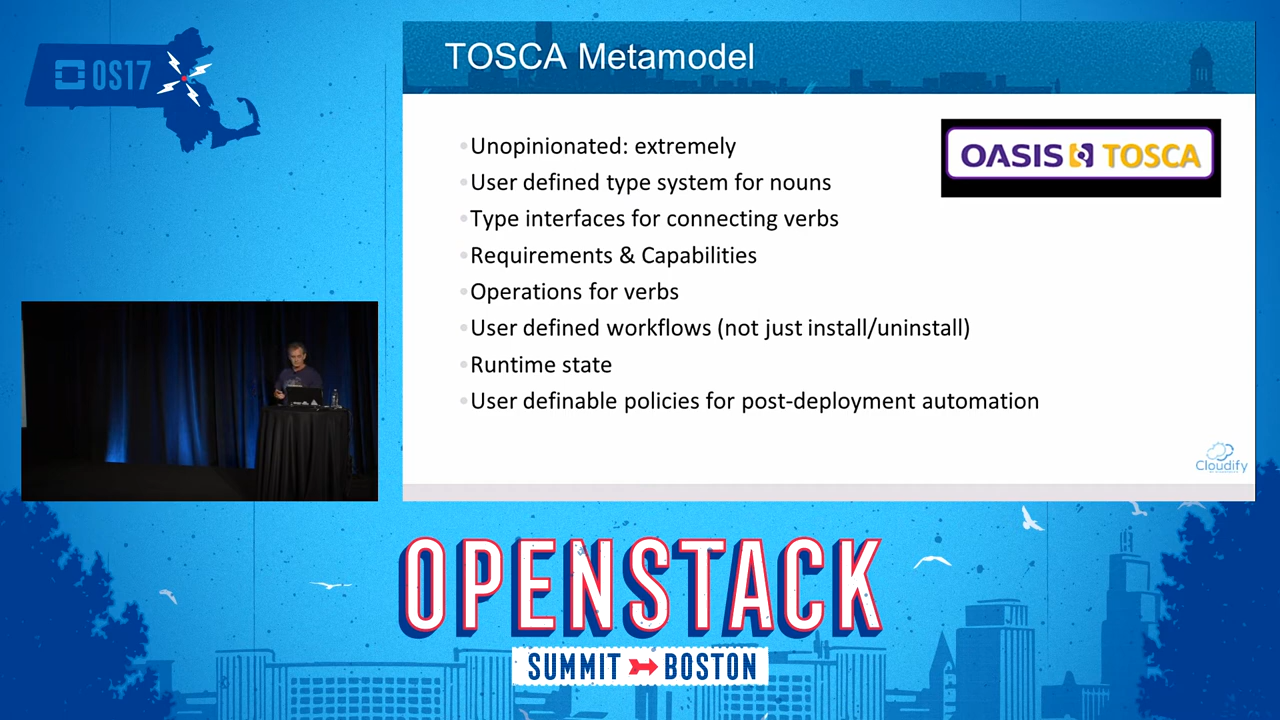 OS17
TOSCA Metamodel
Unopinionated: extremely
User defined type system for nouns
Type interfaces for connecting verbs
Requirements & Capabilities
Operations for verbs
User defined workflows (not just install/uninstall)
Runtime state
User definable policies for post-deployment automation
OASIS TOSCA
Cloudify
OPENSTACK
SUMMIT BOSTON